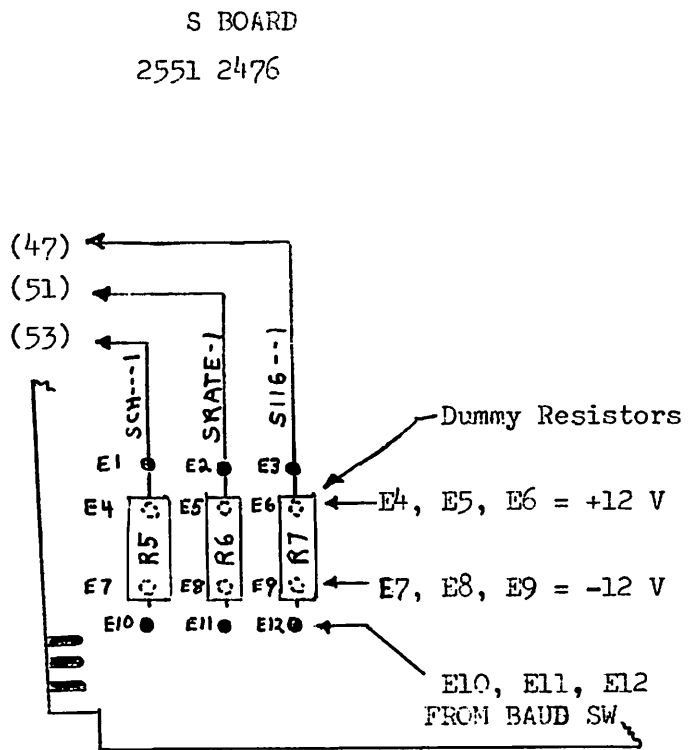 S BOARD
2551 2476
(47)
(51)
(53)
SCH---1
SRATE-1
S116---1
Dummy Resistors
E1
E2
E3
E4
E5
E6
E4, E5, E6 = +12 V
R5
R6
R7
E7
E8
E9
E7, E8, E9 = -12 V
E10
E11
E12
E10, E11, E12
FROM BAUD SW